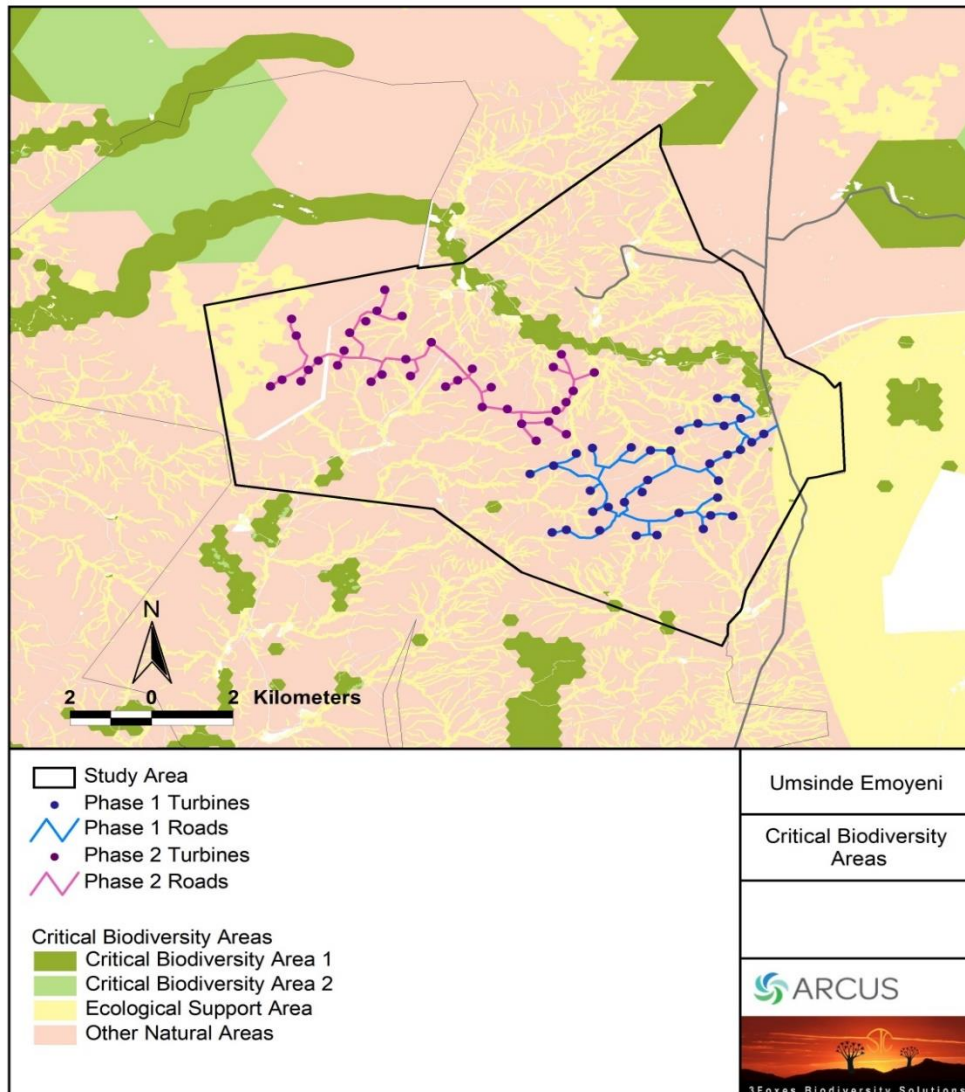 N
2 0 2 Kilometers
Study Area
Phase 1 Turbines
Phase 1 Roads
Phase 2 Turbines
Phase 2 Roads
Critical Biodiversity Areas
Critical Biodiversity Area 1
Critical Biodiversity Area 2
Ecological Support Area
Other Natural Areas
Umsinde Emoyeni
Critical Biodiversity
Areas
ARCUS
3Foxes Biodiversity Solutions